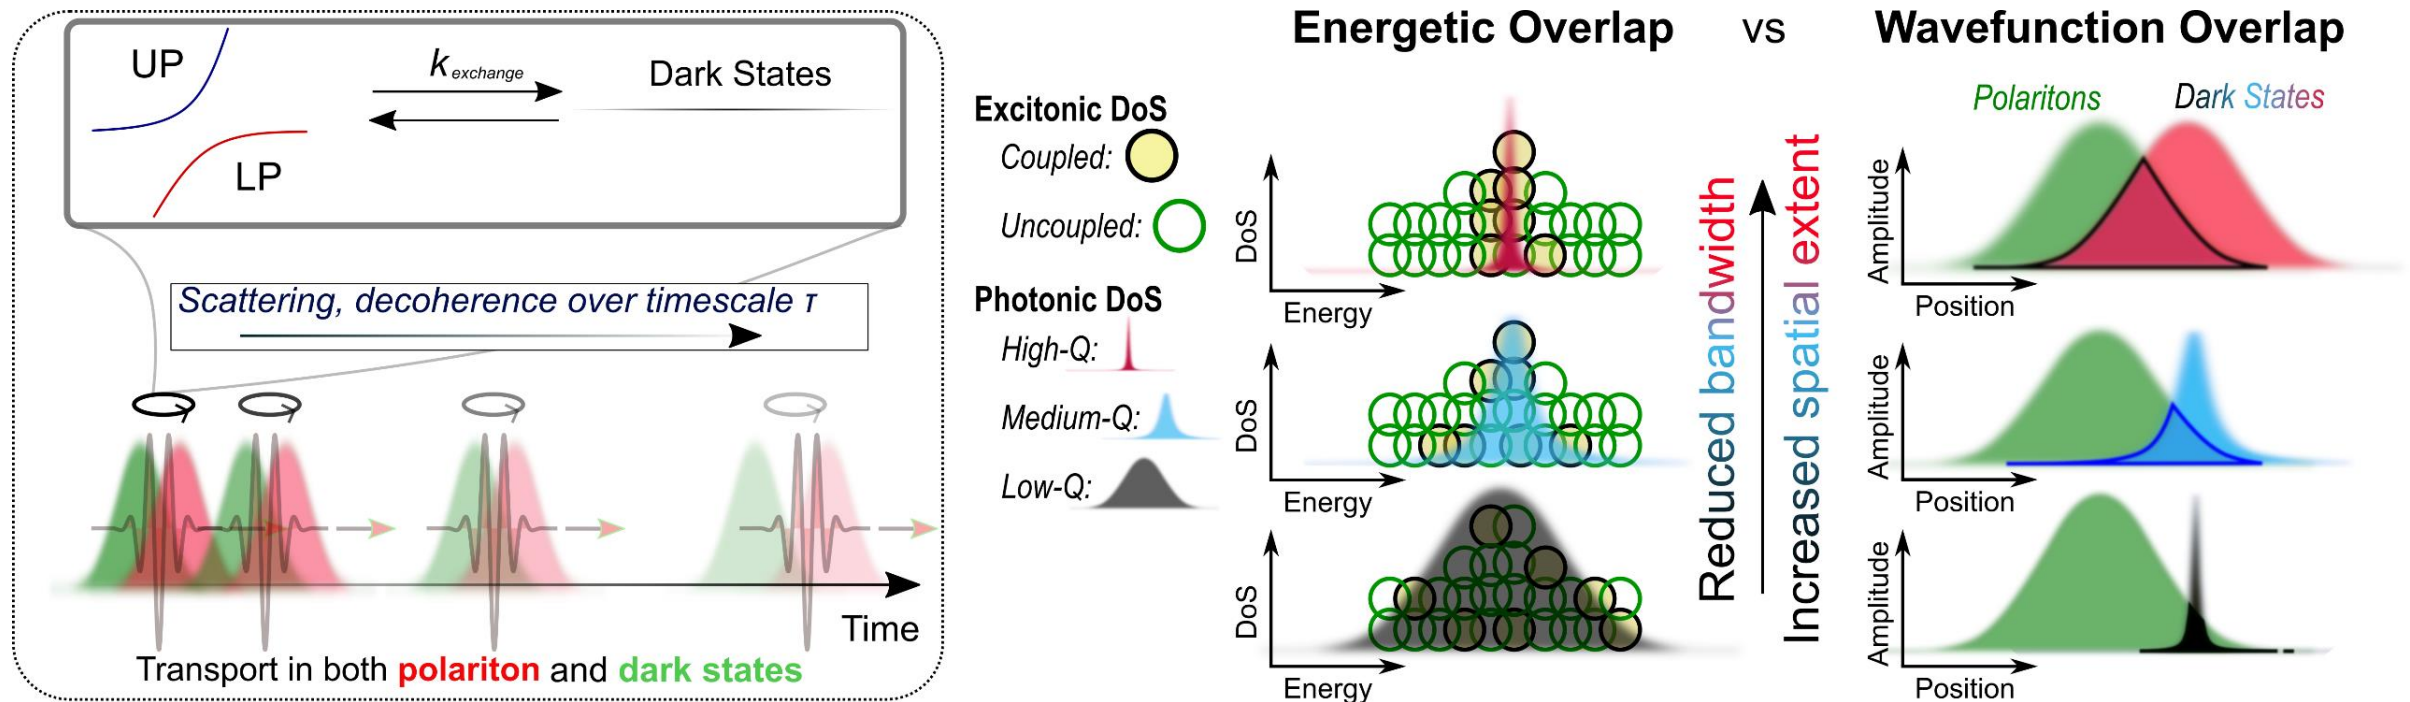 UP
k exchange
Dark States
LP
Scattering, decoherence over timescale τ
Time
Transport in both polariton and dark states
Energetic Overlap vs Wavefunction Overlap
Excitonic DoS
Coupled:
Uncoupled:
Photonic DoS
High-Q:
Medium-Q:
Low-Q:
DoS
Energy
DoS
Energy
DoS
Energy
Reduced bandwidth
Increased spatial extent
Polaritons
Dark States
Amplitude
Position
Amplitude
Position
Amplitude
Position